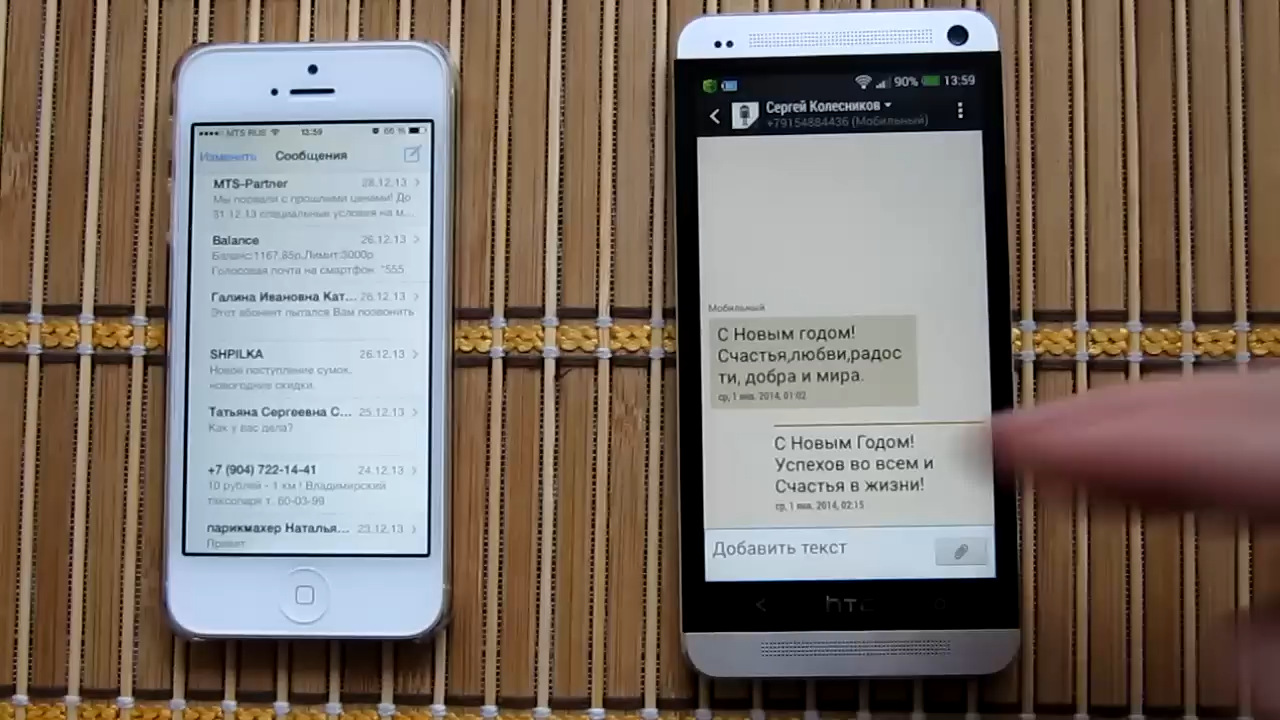 MTS RUS 13:59 66 %
Изменить Сообщения
MTS-Partner 28.12.13
Мы порвали с прошлыми ценами! До
31.12.13 специальные условия на м...
Balance 26.12.13
Баланс:1167,85р,Лимит:3000р
Голосовая почта на смартфон *555
Галина Ивановна Кат... 26.12.13
Этот абонент пытался Вам позвонить
SHPILKA 26.12.13
Новое поступление сумок,
новогодние скидки.
Татьяна Сергеевна С... 25.12.13
Как у вас дела?
+7 (904) 722-14-41 24.12.13
10 рублей - 1 км ! Владимирский
таксопарк т. 60-03-99
парикмахер Наталья... 23.12.13
Привет
90% 13:59
Сергей Колесников
+79154884436 (Мобильный)
Мобильный
С Новым годом!
Счастья,любви,радос
ти, добра и мира.
ср, 1 янв. 2014, 01:02
С Новым Годом!
Успехов во всем и
Счастья в жизни!
ср, 1 янв. 2014, 02:15
Добавить текст
hTC